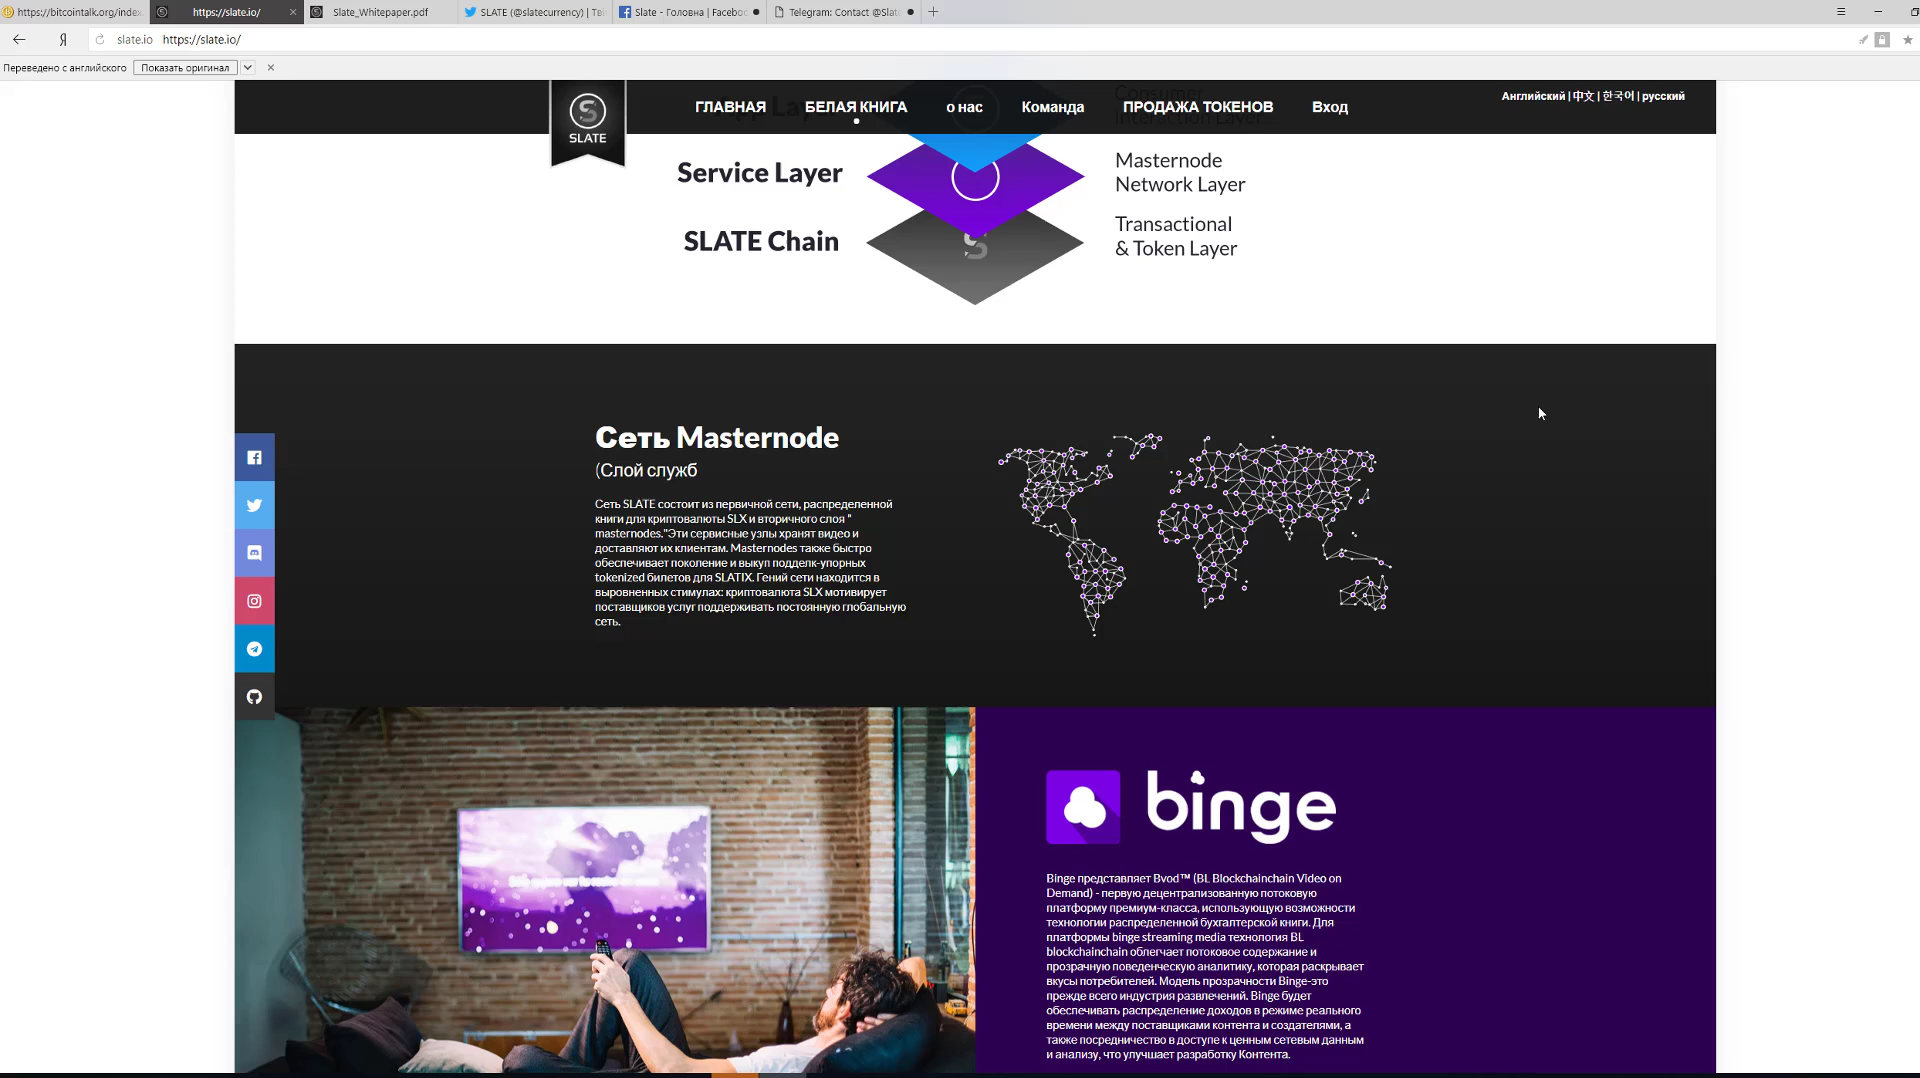 https://bitcointalk.org/index
https://slate.io/
Slate_Whitepaper.pdf
SLATE (@slatecurrency) | Тві
Slate - Головна | Facebo
Telegram: Contact @Slate
Я
slate.io https://slate.io/
Переведено с английского
Показать оригинал
SLATE
ГЛАВНАЯ
БЕЛАЯ КНИГА
о нас
Команда
ПРОДАЖА ТОКЕНОВ
Вход
Английский | 中文 | 한국어 | русский
App Layer
Consumer
Interaction Layer
Service Layer
Masternode
Network Layer
SLATE Chain
Transactional
& Token Layer
Сеть Masternode
(Слой служб
Сеть SLATE состоит из первичной сети, распределенной
книги для криптовалюты SLX и вторичного слоя "
masternodes."Эти сервисные узлы хранят видео и
доставляют их клиентам. Masternodes также быстро
обеспечивает поколение и выкуп подделк-упорных
tokenized билетов для SLATIX. Гений сети находится в
выровненных стимулах: криптовалюта SLX мотивирует
поставщиков услуг поддерживать постоянную глобальную
сеть.
binge
Binge представляет Bvod™ (BL Blockchainchain Video on
Demand) - первую децентрализованную потоковую
платформу премиум-класса, использующую возможности
технологии распределенной бухгалтерской книги. Для
платформы binge streaming media технология BL
blockchainchain облегчает потоковое содержание и
прозрачную поведенческую аналитику, которая раскрывает
вкусы потребителей. Модель прозрачности Binge-это
прежде всего индустрия развлечений. Binge будет
обеспечивать распределение доходов в режиме реального
времени между поставщиками контента и создателями, а
также посредничество в доступе к ценным сетевым данным
и анализу, что улучшает разработку Контента.